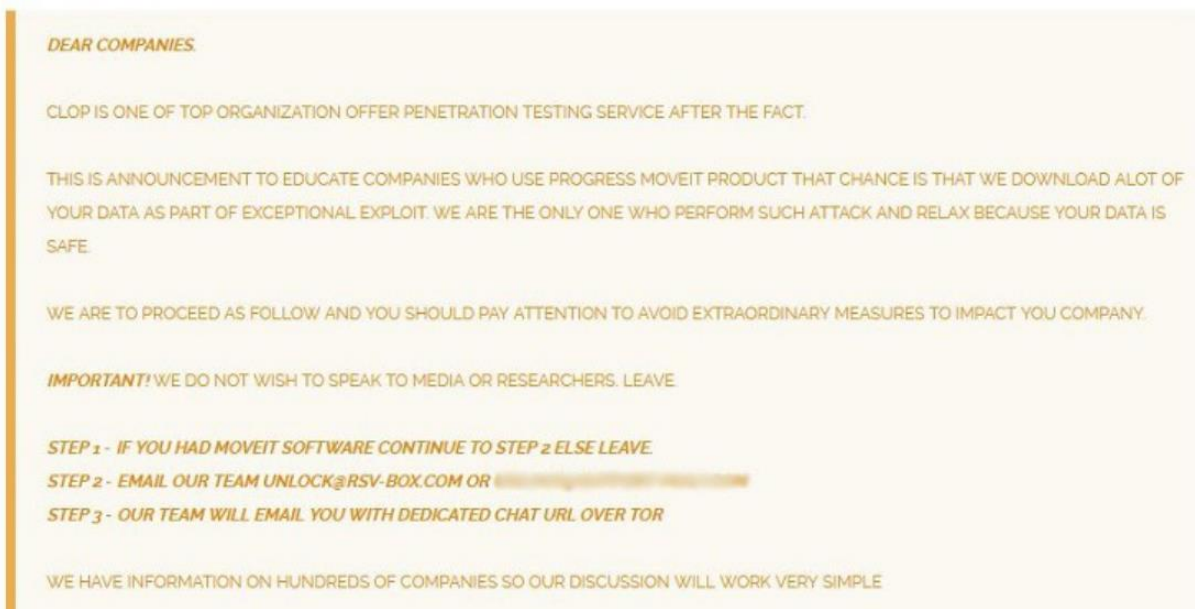 DEAR COMPANIES.
CLOP IS ONE OF TOP ORGANIZATION OFFER PENETRATION TESTING SERVICE AFTER THE FACT.
THIS IS ANNOUNCEMENT TO EDUCATE COMPANIES WHO USE PROGRESS MOVEIT PRODUCT THAT CHANCE IS THAT WE DOWNLOAD ALOT OF
YOUR DATA AS PART OF EXCEPTIONAL EXPLOIT. WE ARE THE ONLY ONE WHO PERFORM SUCH ATTACK AND RELAX BECAUSE YOUR DATA IS
SAFE.
WE ARE TO PROCEED AS FOLLOW AND YOU SHOULD PAY ATTENTION TO AVOID EXTRAORDINARY MEASURES TO IMPACT YOU COMPANY.
IMPORTANT! WE DO NOT WISH TO SPEAK TO MEDIA OR RESEARCHERS. LEAVE.
STEP 1 - IF YOU HAD MOVEIT SOFTWARE CONTINUE TO STEP 2 ELSE LEAVE.
STEP 2 - EMAIL OUR TEAM UNLOCK@RSV-BOX.COM OR
STEP 3 - OUR TEAM WILL EMAIL YOU WITH DEDICATED CHAT URL OVER TOR
WE HAVE INFORMATION ON HUNDREDS OF COMPANIES SO OUR DISCUSSION WILL WORK VERY SIMPLE